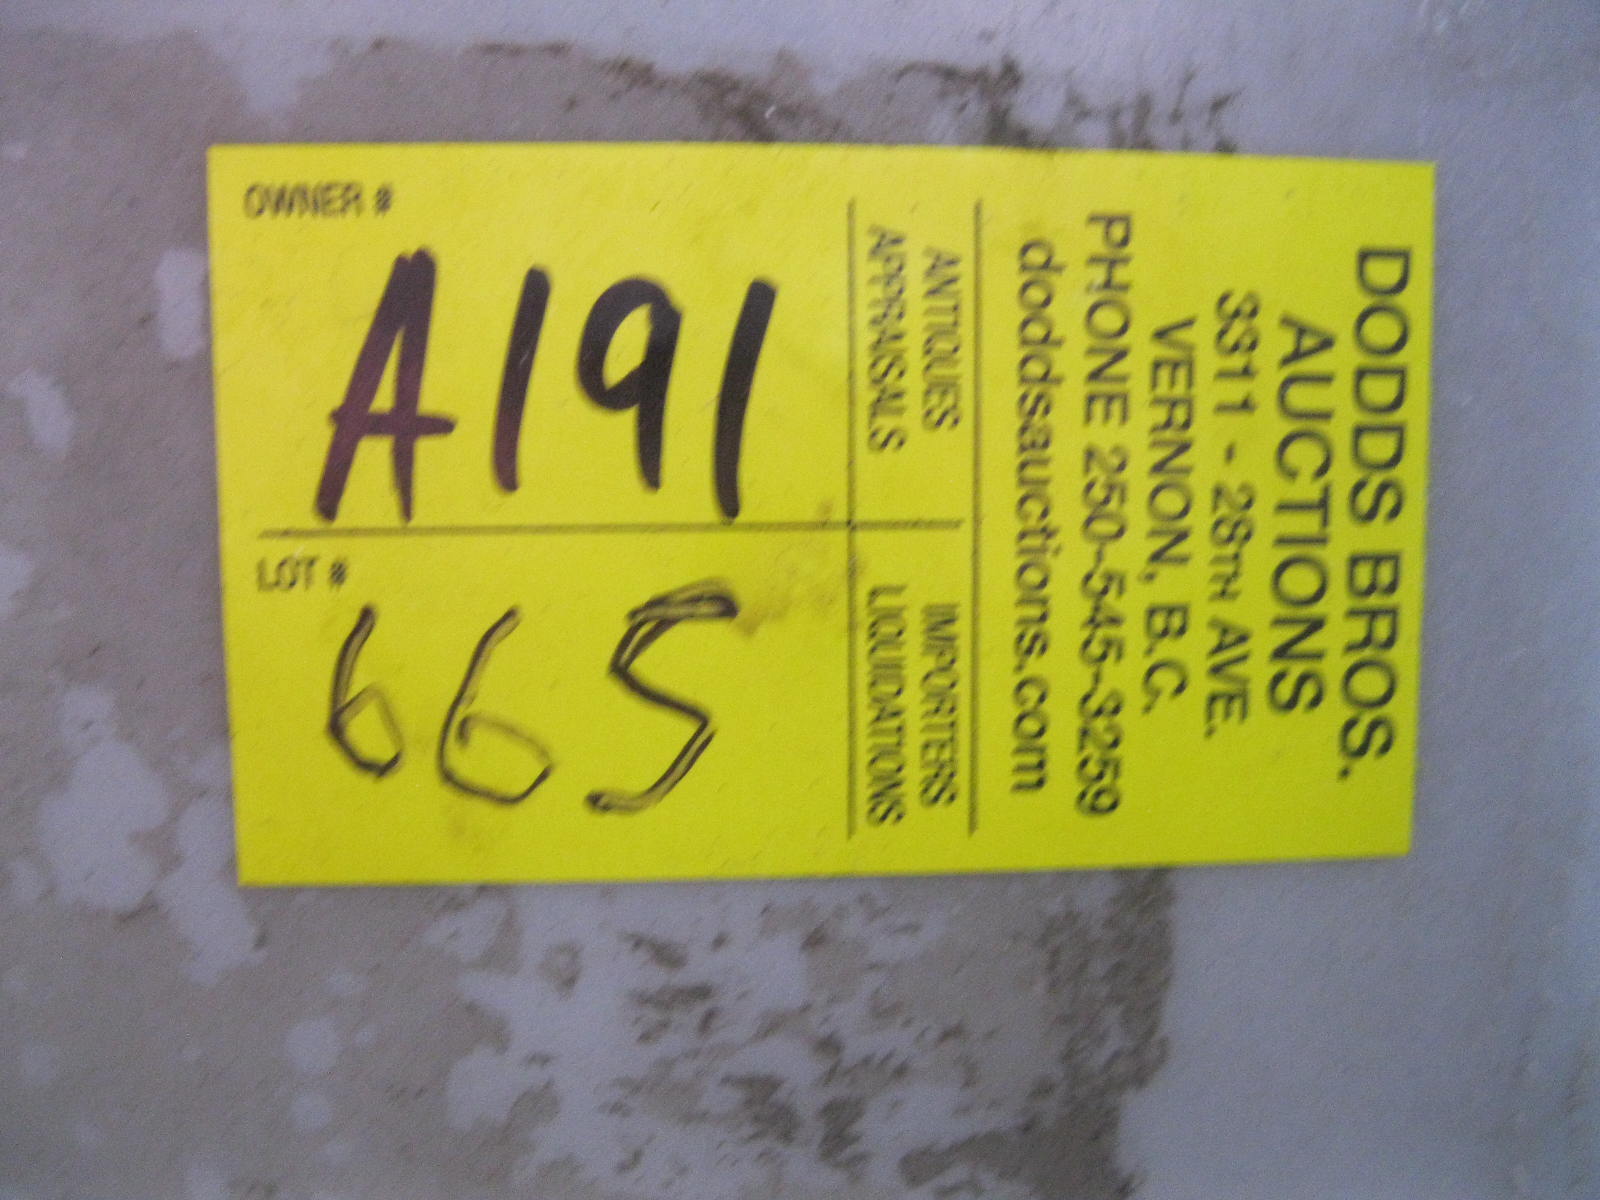 DODDS BROS.
AUCTIONS
3311 - 28TH AVE.
VERNON, B.C.
PHONE 250-545-3259
doddsauctions.com
ANTIQUES IMPORTERS
APPRAISALS LIQUIDATIONS
OWNER #
A191
LOT #
665